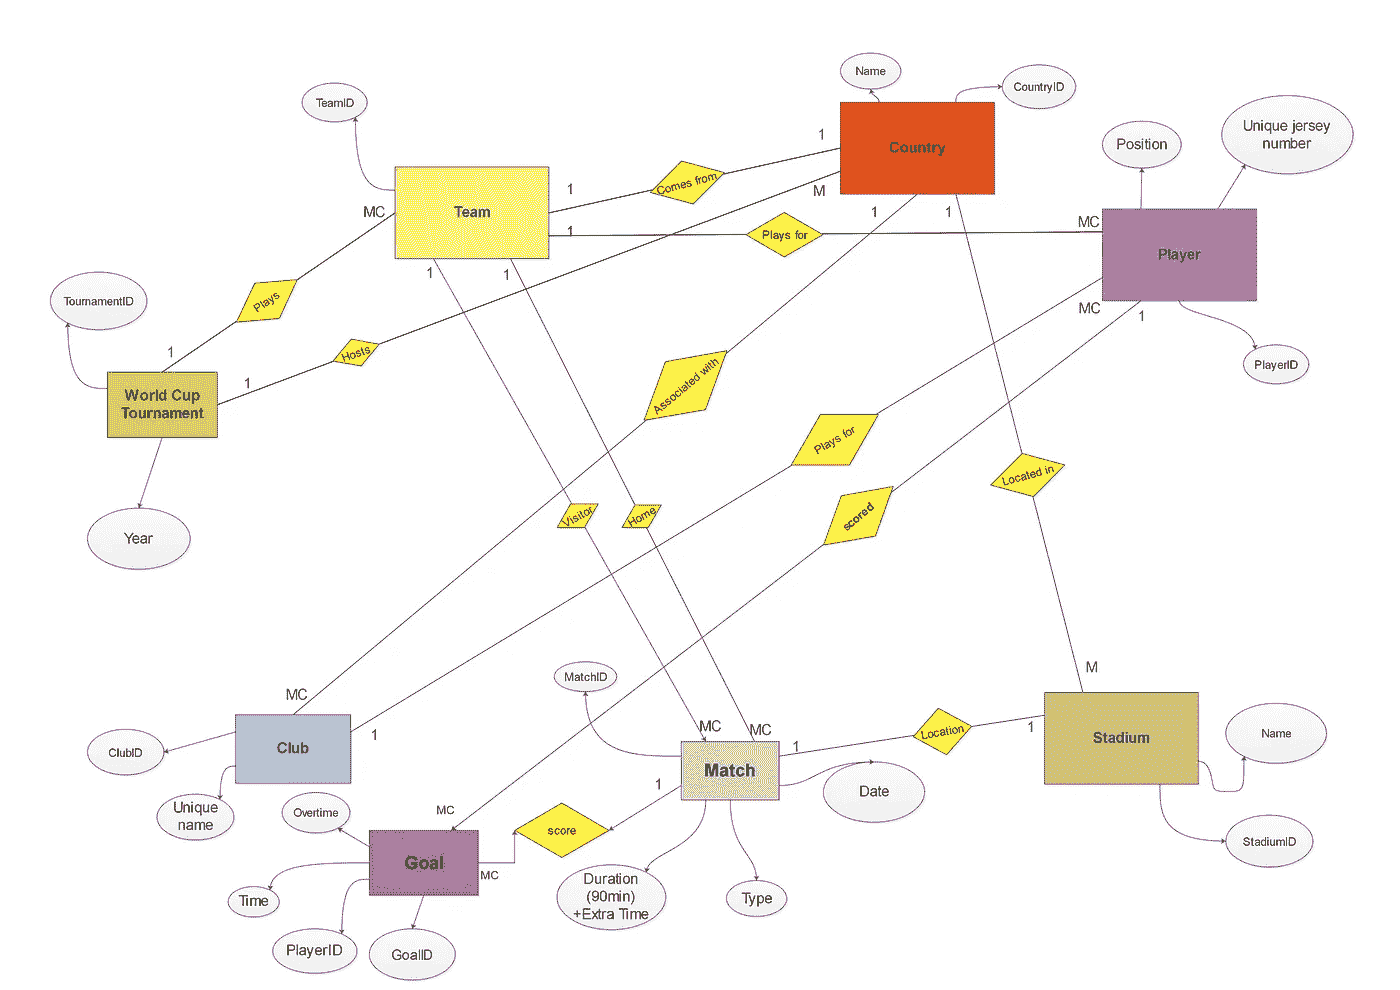 Name
CountryID
TeamID
1
Country
Unique jersey
number
Position
Comes from
1
M
MC
Team
1
1
MC
Plays for
Player
1
1
MC
1
TournamentID
Plays
1
1
MC
1
Hosts
1
PlayerID
World Cup
Tournament
Associated with
Plays for
Located in
Year
Visitor
Home
scored
MatchID
M
MC
ClubID
Club
1
MC
MC
1
Location
1
Stadium
Name
Match
Unique
name
Overtime
MC
1
Date
score
Goal
MC
StadiumID
Time
Duration
(90min)
+Extra Time
Type
PlayerID
GoalID